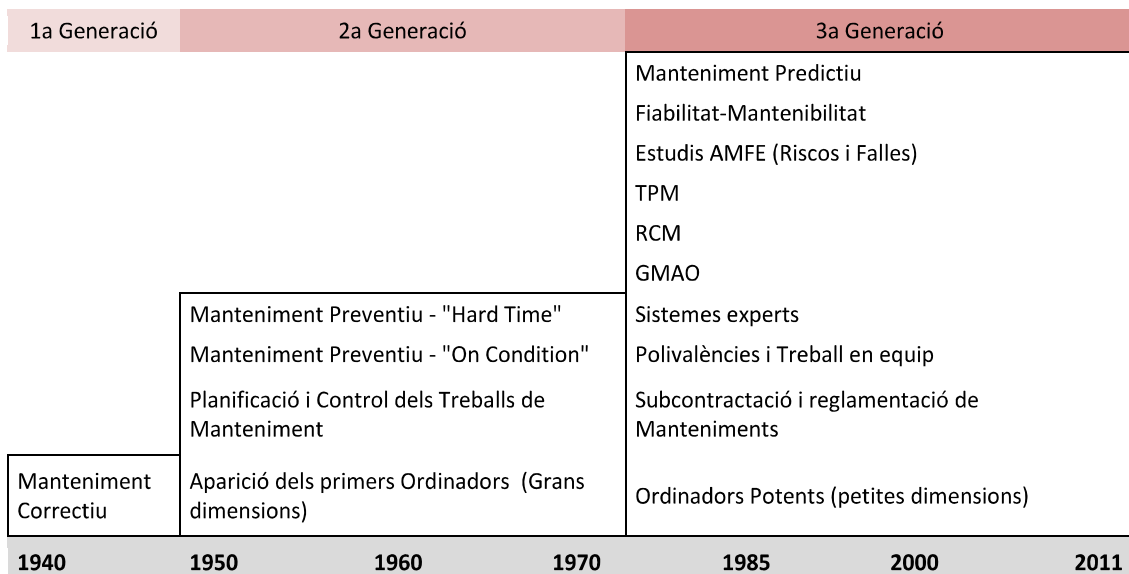 1a Generació
2a Generació
3a Generació
Manteniment Predictiu
Fiabilitat-Mantenibilitat
Estudis AMFE (Riscos i Falles)
TPM
RCM
GMAO
Manteniment Preventiu - "Hard Time"
Sistemes experts
Manteniment Preventiu - "On Condition"
Polivalències i Treball en equip
Planificació i Control dels Treballs de
Manteniment
Subcontractació i reglamentació de
Manteniments
Manteniment
Correctiu
Aparició dels primers Ordinadors (Grans
dimensions)
Ordinadors Potents (petites dimensions)
1940
1950
1960
1970
1985
2000
2011